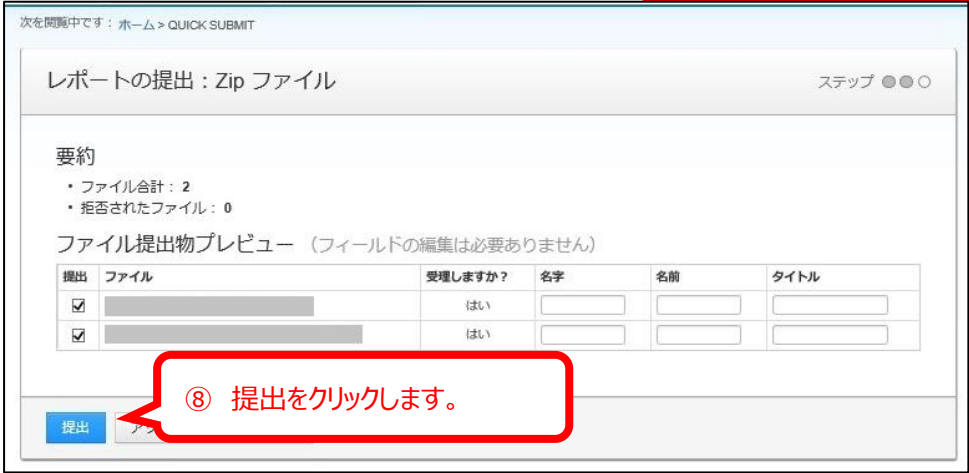 次を閲覧中です： ホーム > QUICK SUBMIT
レポートの提出：Zip ファイル
ステップ
要約
・ ファイル合計： 2
・ 拒否されたファイル： 0
ファイル提出物プレビュー （フィールドの編集は必要ありません）
提出 ファイル 受理しますか？ 名字 名前 タイトル
はい
はい
⑧ 提出をクリックします。
提出